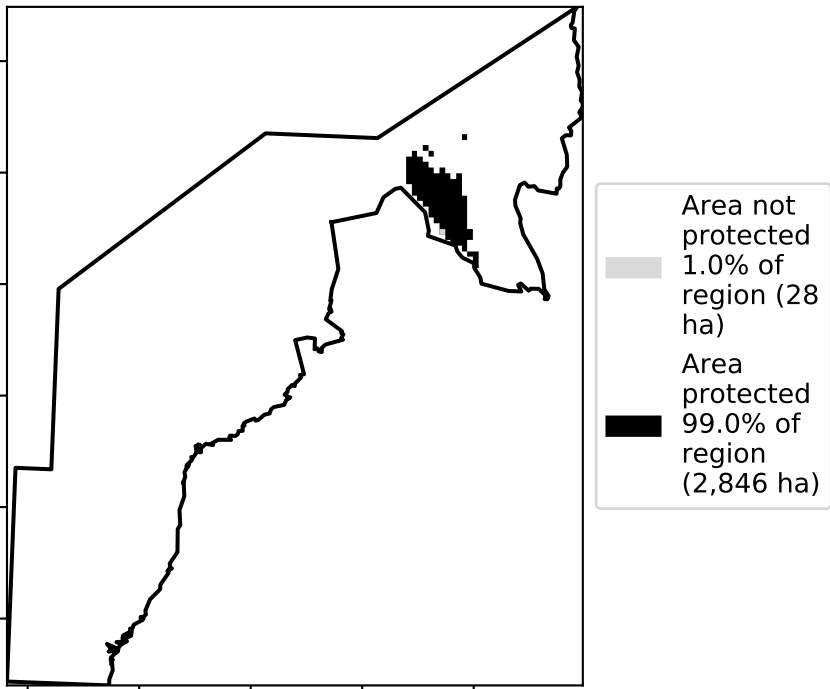 Area not
protected
1.0% of
region (28
ha)
Area
protected
99.0% of
region
(2,846 ha)